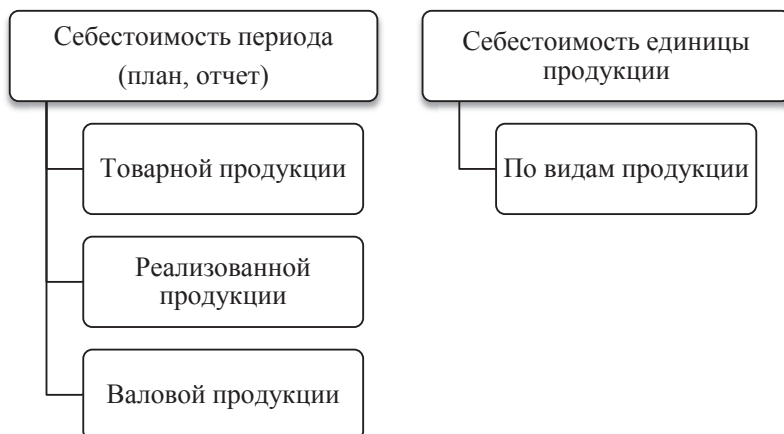 Себестоимость периода
(план, отчет)
Товарной продукции
Реализованной
продукции
Валовой продукции
Себестоимость единицы
продукции
По видам продукции